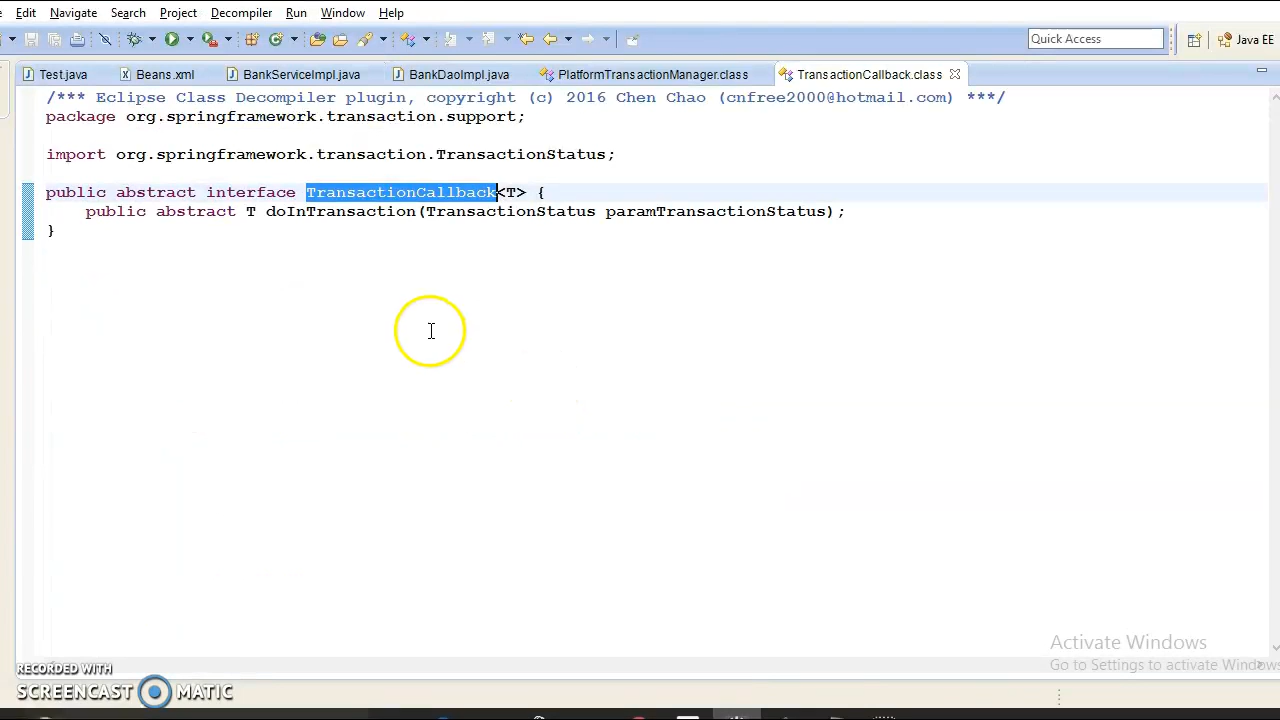 Edit Navigate Search Project Decompiler Run Window Help
Quick Access Java EE
Test.java Beans.xml BankServiceImpl.java BankDaoImpl.java PlatformTransactionManager.class TransactionCallback.class
/*** Eclipse Class Decompiler plugin, copyright (c) 2016 Chen Chao (cnfree2000@hotmail.com) ***/
package org.springframework.transaction.support;
import org.springframework.transaction.TransactionStatus;
public abstract interface TransactionCallback<T> {
public abstract T doInTransaction(TransactionStatus paramTransactionStatus);
}
Activate Windows
Go to Settings to activate Windows
RECORDED WITH
SCREENCAST MATIC